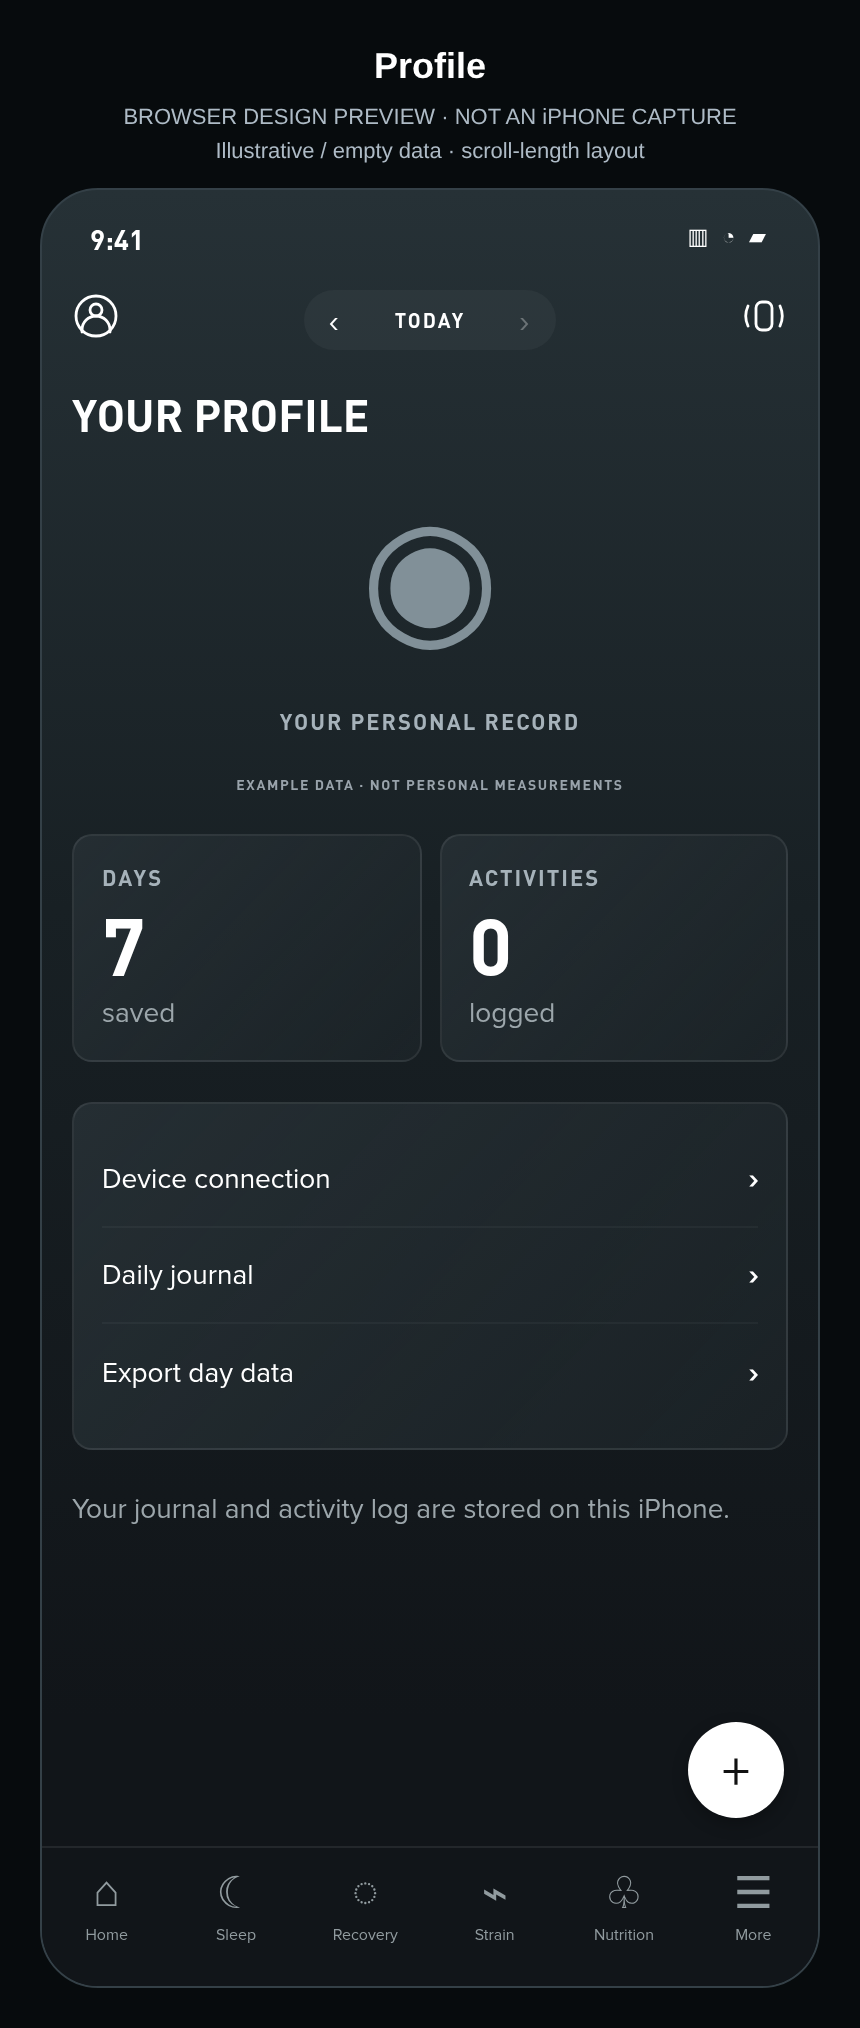 Profile
BROWSER DESIGN PREVIEW · NOT AN iPHONE CAPTURE
Illustrative / empty data · scroll-length layout
9:41
‹ TODAY ›
YOUR PROFILE
YOUR PERSONAL RECORD
EXAMPLE DATA · NOT PERSONAL MEASUREMENTS
DAYS
7
saved
ACTIVITIES
0
logged
Device connection ›
Daily journal ›
Export day data ›
Your journal and activity log are stored on this iPhone.
+
Home Sleep Recovery Strain Nutrition More